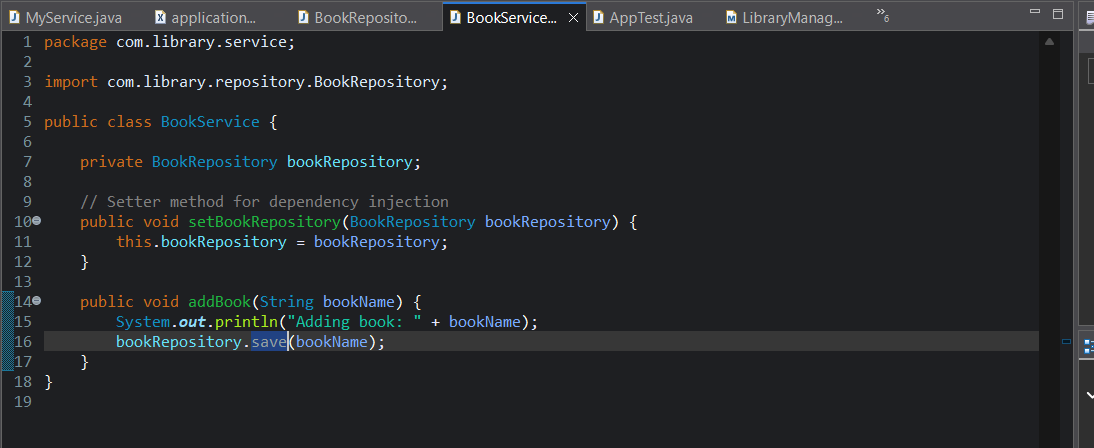 MyService.java
application...
BookReposito...
BookService...
AppTest.java
LibraryManag...
»6
1 package com.library.service;
2
3 import com.library.repository.BookRepository;
4
5 public class BookService {
6
7     private BookRepository bookRepository;
8
9     // Setter method for dependency injection
10     public void setBookRepository(BookRepository bookRepository) {
11         this.bookRepository = bookRepository;
12     }
13
14     public void addBook(String bookName) {
15         System.out.println("Adding book: " + bookName);
16         bookRepository.save(bookName);
17     }
18 }
19